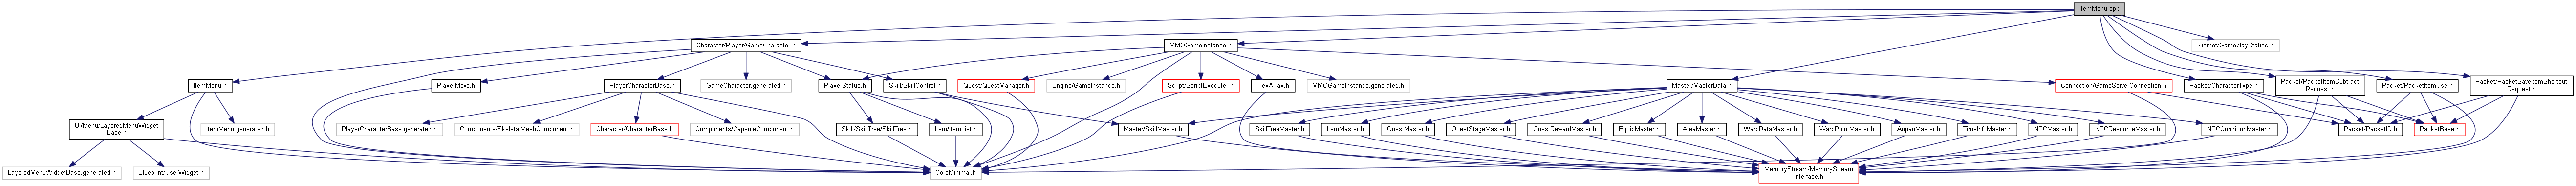 ItemMenu.cpp
Character/Player/GameCharacter.h
MMOGameInstance.h
Kismet/GameplayStatics.h
ItemMenu.h
PlayerMove.h
PlayerCharacterBase.h
GameCharacter.generated.h
PlayerStatus.h
Skill/SkillControl.h
Quest/QuestManager.h
Engine/GameInstance.h
Script/ScriptExecuter.h
FlexArray.h
MMOGameInstance.generated.h
Master/MasterData.h
Connection/GameServerConnection.h
Packet/CharacterType.h
Packet/PacketItemSubtract
Request.h
Packet/PacketItemUse.h
Packet/PacketSaveItemShortcut
Request.h
UI/Menu/LayeredMenuWidget
Base.h
ItemMenu.generated.h
PlayerCharacterBase.generated.h
Components/SkeletalMeshComponent.h
Character/CharacterBase.h
Components/CapsuleComponent.h
Skill/SkillTree/SkillTree.h
Item/ItemList.h
Master/SkillMaster.h
SkillTreeMaster.h
ItemMaster.h
QuestMaster.h
QuestStageMaster.h
QuestRewardMaster.h
EquipMaster.h
AreaMaster.h
WarpDataMaster.h
WarpPointMaster.h
AnpanMaster.h
TimeInfoMaster.h
NPCMaster.h
NPCResourceMaster.h
NPCConditionMaster.h
Packet/PacketID.h
PacketBase.h
LayeredMenuWidgetBase.generated.h
Blueprint/UserWidget.h
CoreMinimal.h
MemoryStream/MemoryStream
Interface.h